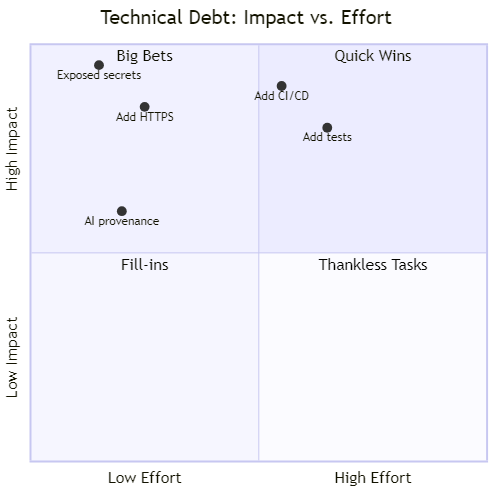 Technical Debt: Impact vs. Effort
Big Bets
Quick Wins
Exposed secrets
Add CI/CD
Add HTTPS
Add tests
High Impact
AI provenance
Fill-ins
Thankless Tasks
Low Impact
Low Effort
High Effort